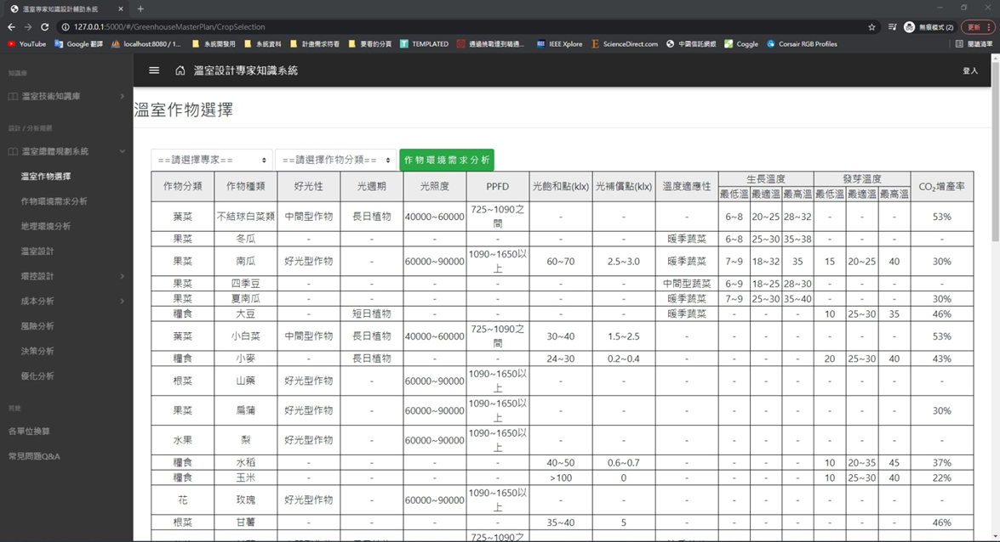 溫室專家知識設計輔助系統
127.0.0.1:5000/#/GreenhouseMasterPlan/CropSelection
無痕模式 (2)
更新
YouTube Google 翻譯 localhost:8080 / 1... 系統開發用 系統資料 計畫需求待看 要看的分頁 TEMPLATED 通過挑戰達到精通... IEEE Xplore ScienceDirect.com 中國信託網銀 Coggle Corsair RGB Profiles
閱讀清單
知識庫
溫室技術知識庫
設計 / 分析規劃
溫室總體規劃系統
溫室作物選擇
作物環境需求分析
地理環境分析
溫室設計
環控設計
成本分析
風險分析
決策分析
優化分析
其他
各單位換算
常見問題Q&A
溫室設計專家知識系統
登入
溫室作物選擇
==請選擇專家== ==請選擇作物分類== 作物環境需求分析
作物分類 作物種類 好光性 光週期 光照度 PPFD 光飽和點(klx) 光補償點(klx) 溫度適應性 生長溫度 發芽溫度 CO₂增產率
最低溫 最適溫 最高溫 最低溫 最適溫 最高溫
葉菜 不結球白菜類 中間型作物 長日植物 40000~60000 725~1090之間 - - - 6~8 20~25 28~32 - - - 53%
果菜 冬瓜 - - - - - - 暖季蔬菜 6~8 25~30 35~38 - - - -
果菜 南瓜 好光型作物 - 60000~90000 1090~1650以上 60~70 2.5~3.0 暖季蔬菜 7~9 18~32 35 15 20~25 40 30%
果菜 四季豆 - - - - - - 中間型蔬菜 6~9 18~25 28~30 - - - -
果菜 夏南瓜 - - - - - - 暖季蔬菜 7~9 25~30 35~40 - - - 30%
糧食 大豆 - 短日植物 - - - - 暖季蔬菜 - - - 10 25~30 35 46%
葉菜 小白菜 中間型作物 長日植物 40000~60000 725~1090之間 30~40 1.5~2.5 - - - - - - - 53%
糧食 小麥 - 長日植物 - - 24~30 0.2~0.4 - - - - 20 25~30 40 43%
根菜 山藥 好光型作物 - 60000~90000 1090~1650以上 - - - - - - - - - -
果菜 扁蒲 好光型作物 - 60000~90000 1090~1650以上 - - - - - - - - - 30%
水果 梨 好光型作物 - 60000~90000 1090~1650以上 - - - - - - - - - -
糧食 水稻 - - - - 40~50 0.6~0.7 - - - - 10 20~35 45 37%
糧食 玉米 - - - - >100 0 - - - - 10 25~30 40 22%
花 玫瑰 好光型作物 - 60000~90000 1090~1650以上 - - - - - - - - - -
根菜 甘薯 - - - - 35~40 5 - - - - - - - 46%
725~1090之